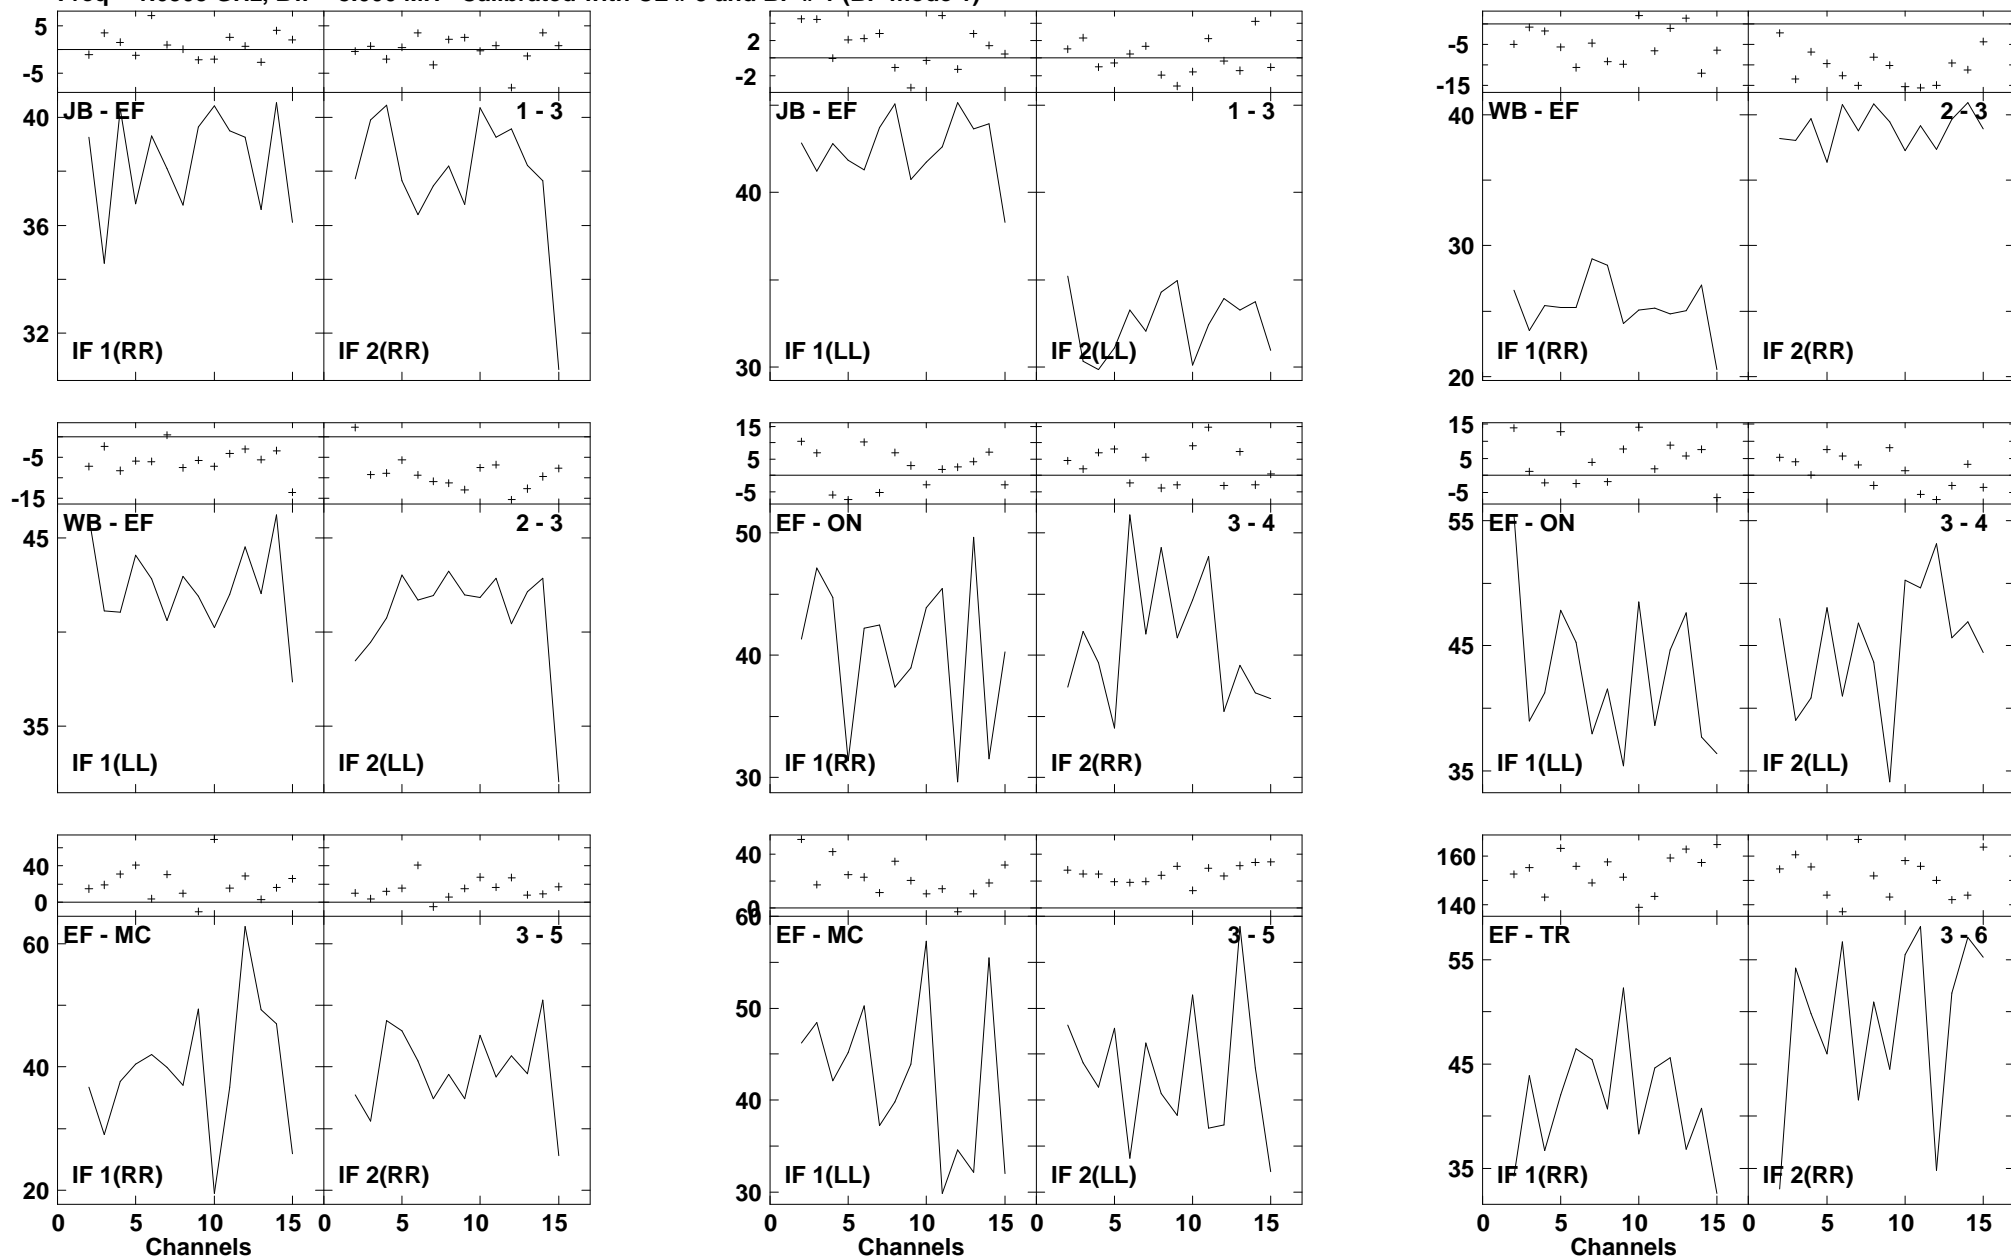 5
-5
JB - EF
1 - 3
40
36
32
IF 1(RR)
IF 2(RR)
2
-2
JB - EF
1 - 3
40
30
IF 1(LL)
IF 2(LL)
-5
-15
WB - EF
2 - 3
40
30
20
IF 1(RR)
IF 2(RR)
-5
-15
WB - EF
2 - 3
45
35
IF 1(LL)
IF 2(LL)
15
5
-5
EF - ON
3 - 4
50
40
30
IF 1(RR)
IF 2(RR)
15
5
-5
EF - ON
3 - 4
55
45
35
IF 1(LL)
IF 2(LL)
40
0
EF - MC
3 - 5
60
40
20
IF 1(RR)
IF 2(RR)
0 5 10 15 0 5 10 15
Channels
40
0
60
EF - MC
3 - 5
50
40
30
IF 1(LL)
IF 2(LL)
0 5 10 15 0 5 10 15
Channels
160
140
EF - TR
3 - 6
55
45
35
IF 1(RR)
IF 2(RR)
0 5 10 15 0 5 10 15
Channels